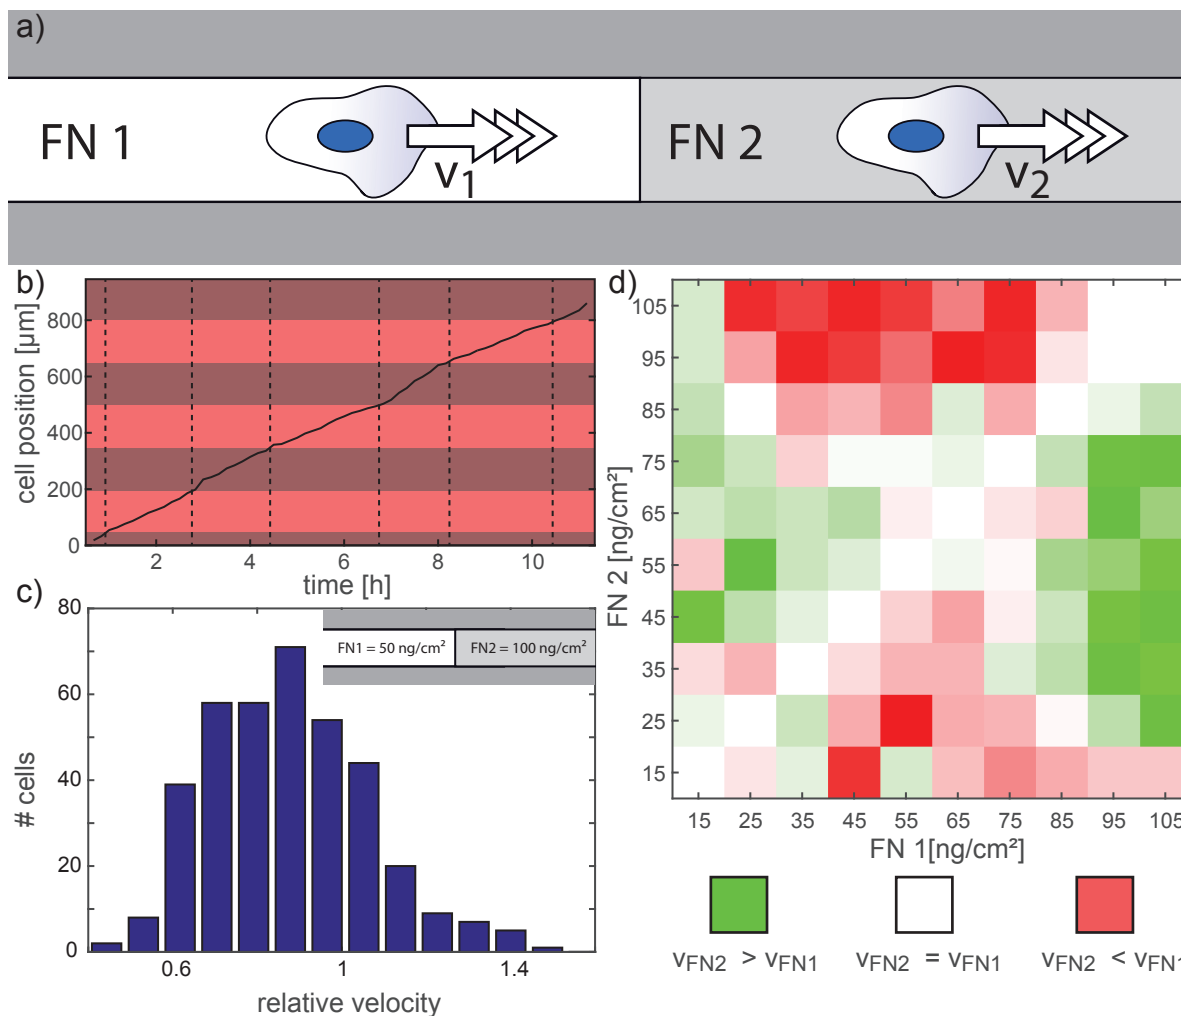 a)
FN 1
v1
FN 2
v2
b)
cell position [µm]
800
600
400
200
0
2
4
6
8
10
time [h]
c)
# cells
80
60
40
20
0
FN1 = 50 ng/cm²
FN2 = 100 ng/cm²
0.6
1
1.4
relative velocity
d)
FN 2 [ng/cm²]
105
95
85
75
65
55
45
35
25
15
15 25 35 45 55 65 75 85 95 105
FN 1[ng/cm²]
vFN2 > vFN1
vFN2 = vFN1
vFN2 < vFN1